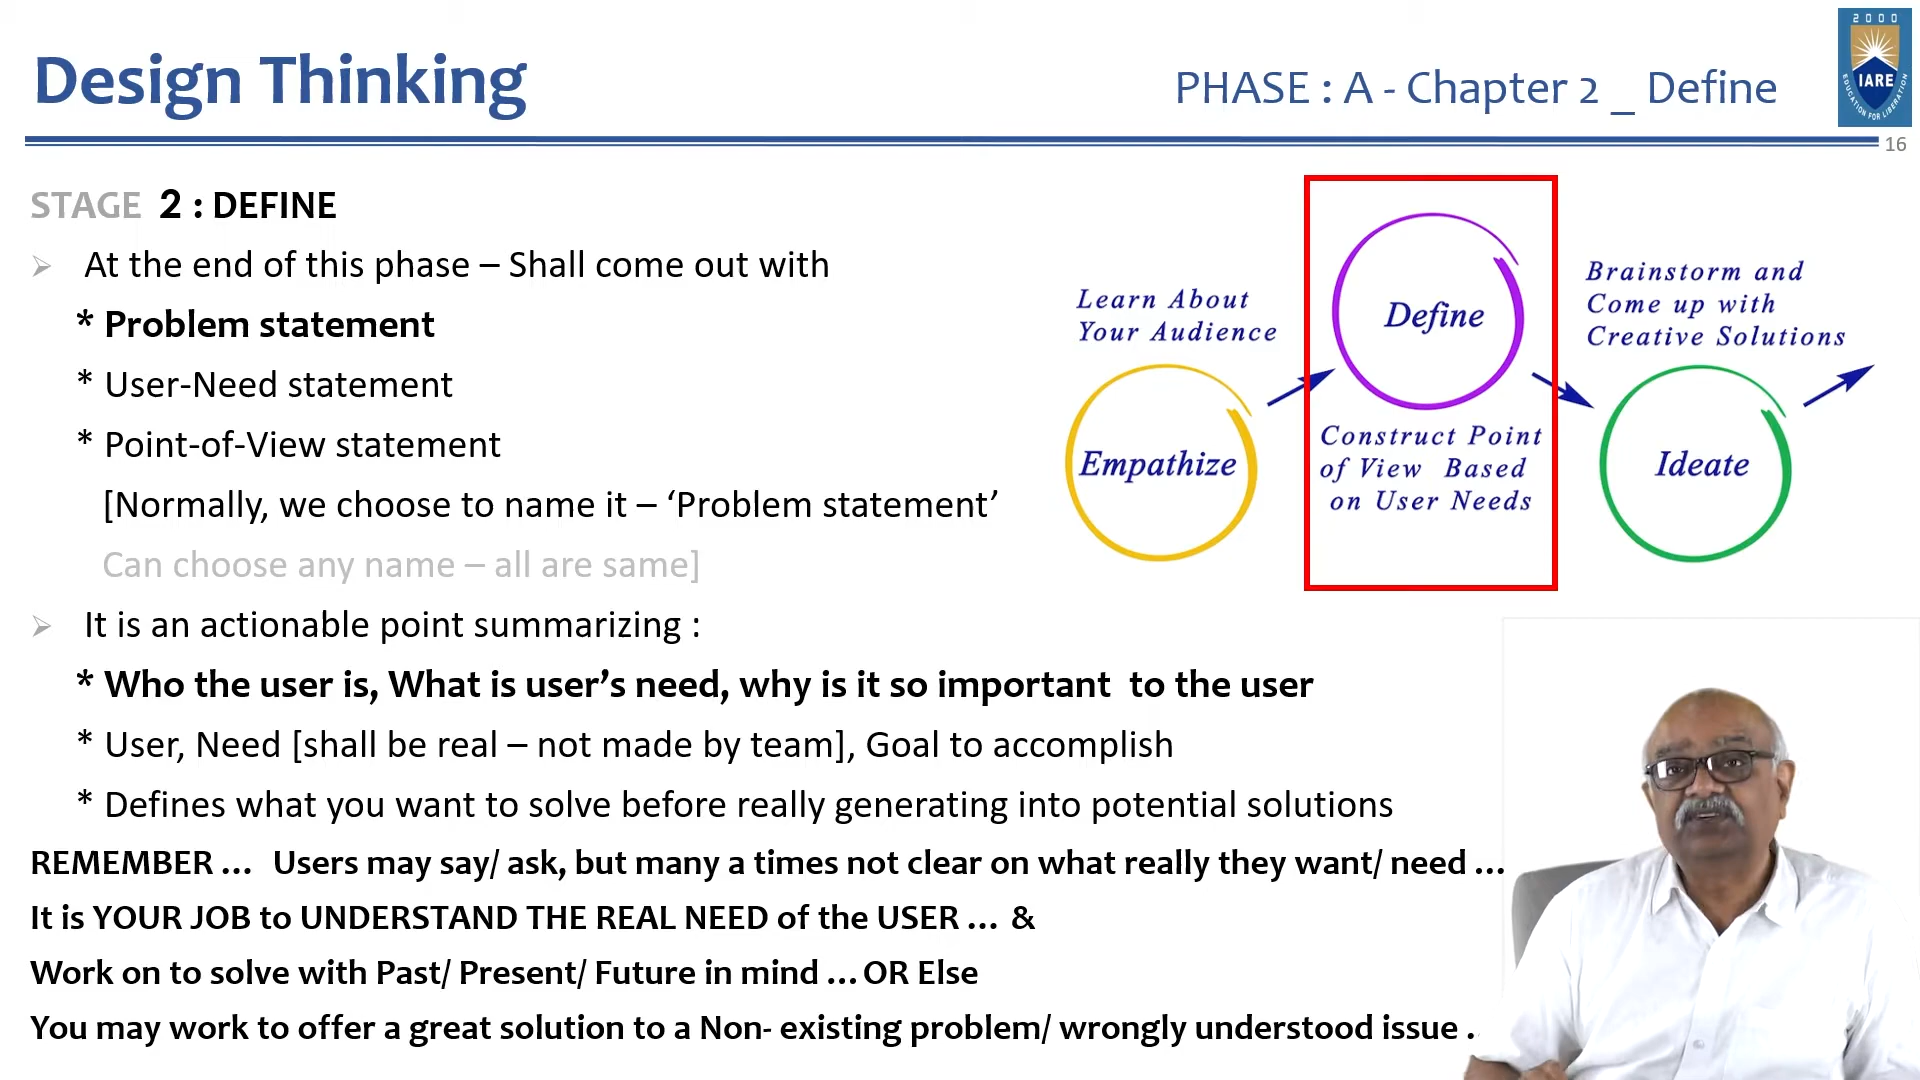 Design Thinking
PHASE : A - Chapter 2 _ Define
2000
IARE
EDUCATION FOR LIBERATION
16
STAGE 2 : DEFINE
At the end of this phase – Shall come out with
* Problem statement
* User-Need statement
* Point-of-View statement
[Normally, we choose to name it – ‘Problem statement’
Can choose any name – all are same]
It is an actionable point summarizing :
* Who the user is, What is user’s need, why is it so important to the user
* User, Need [shall be real – not made by team], Goal to accomplish
* Defines what you want to solve before really generating into potential solutions
REMEMBER ... Users may say/ ask, but many a times not clear on what really they want/ need ...
It is YOUR JOB to UNDERSTAND THE REAL NEED of the USER ... &
Work on to solve with Past/ Present/ Future in mind ... OR Else
You may work to offer a great solution to a Non- existing problem/ wrongly understood issue .
Learn About
Your Audience
Empathize
Define
Construct Point
of View Based
on User Needs
Brainstorm and
Come up with
Creative Solutions
Ideate